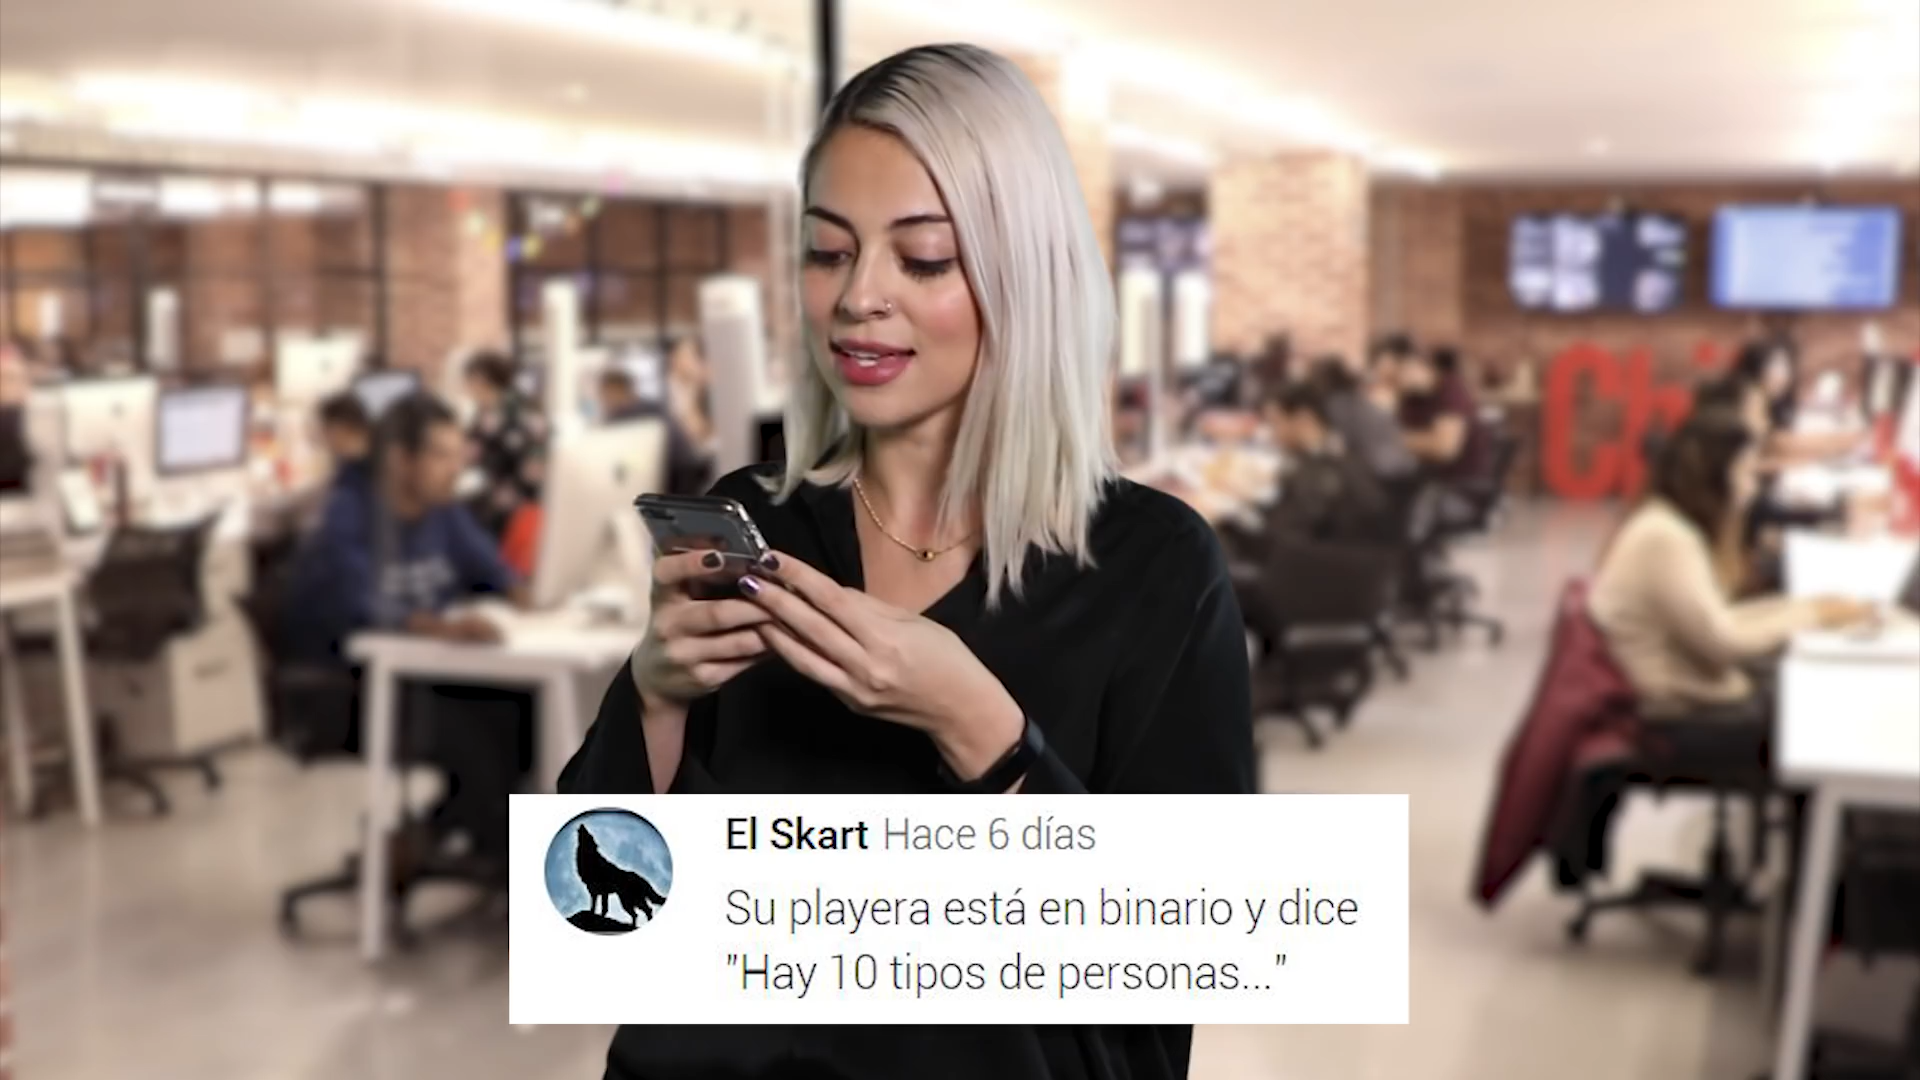 El Skart Hace 6 días
Su playera está en binario y dice
"Hay 10 tipos de personas..."